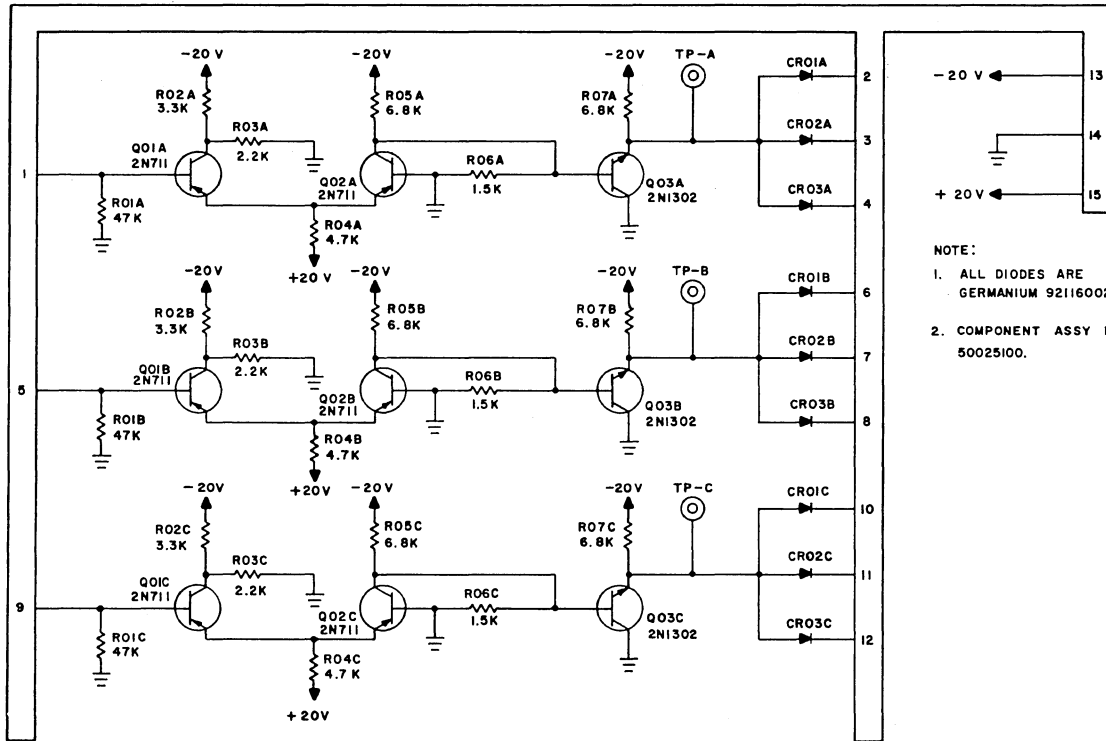 -20 V
-20V
-20V
TP-A
CR01A
2
-20 V
13
R02A
3.3K
R05A
6.8K
R07A
6.8K
R03A
2.2K
CR02A
3
14
Q01A
2N711
R06A
1.5K
1
Q02A
2N711
Q03A
2N1302
CR03A
4
+ 20V
15
R01A
47K
R04A
4.7K
+20 V
NOTE:
1. ALL DIODES ARE
GERMANIUM 92116002
2. COMPONENT ASSY
50025100.
-20V
-20V
-20V
TP-B
CR01B
6
R02B
3.3K
R05B
6.8K
R07B
6.8K
R03B
2.2K
CR02B
7
Q01B
2N711
R06B
1.5K
5
Q02B
2N711
Q03B
2N1302
CR03B
8
R01B
47K
R04B
4.7K
+20V
-20V
-20V
-20V
TP-C
CR01C
10
R02C
3.3K
R05C
6.8K
R07C
6.8K
R03C
2.2K
CR02C
11
Q01C
2N711
R06C
1.5K
9
Q02C
2N711
Q03C
2N1302
CR03C
12
R01C
47K
R04C
4.7 K
+20V